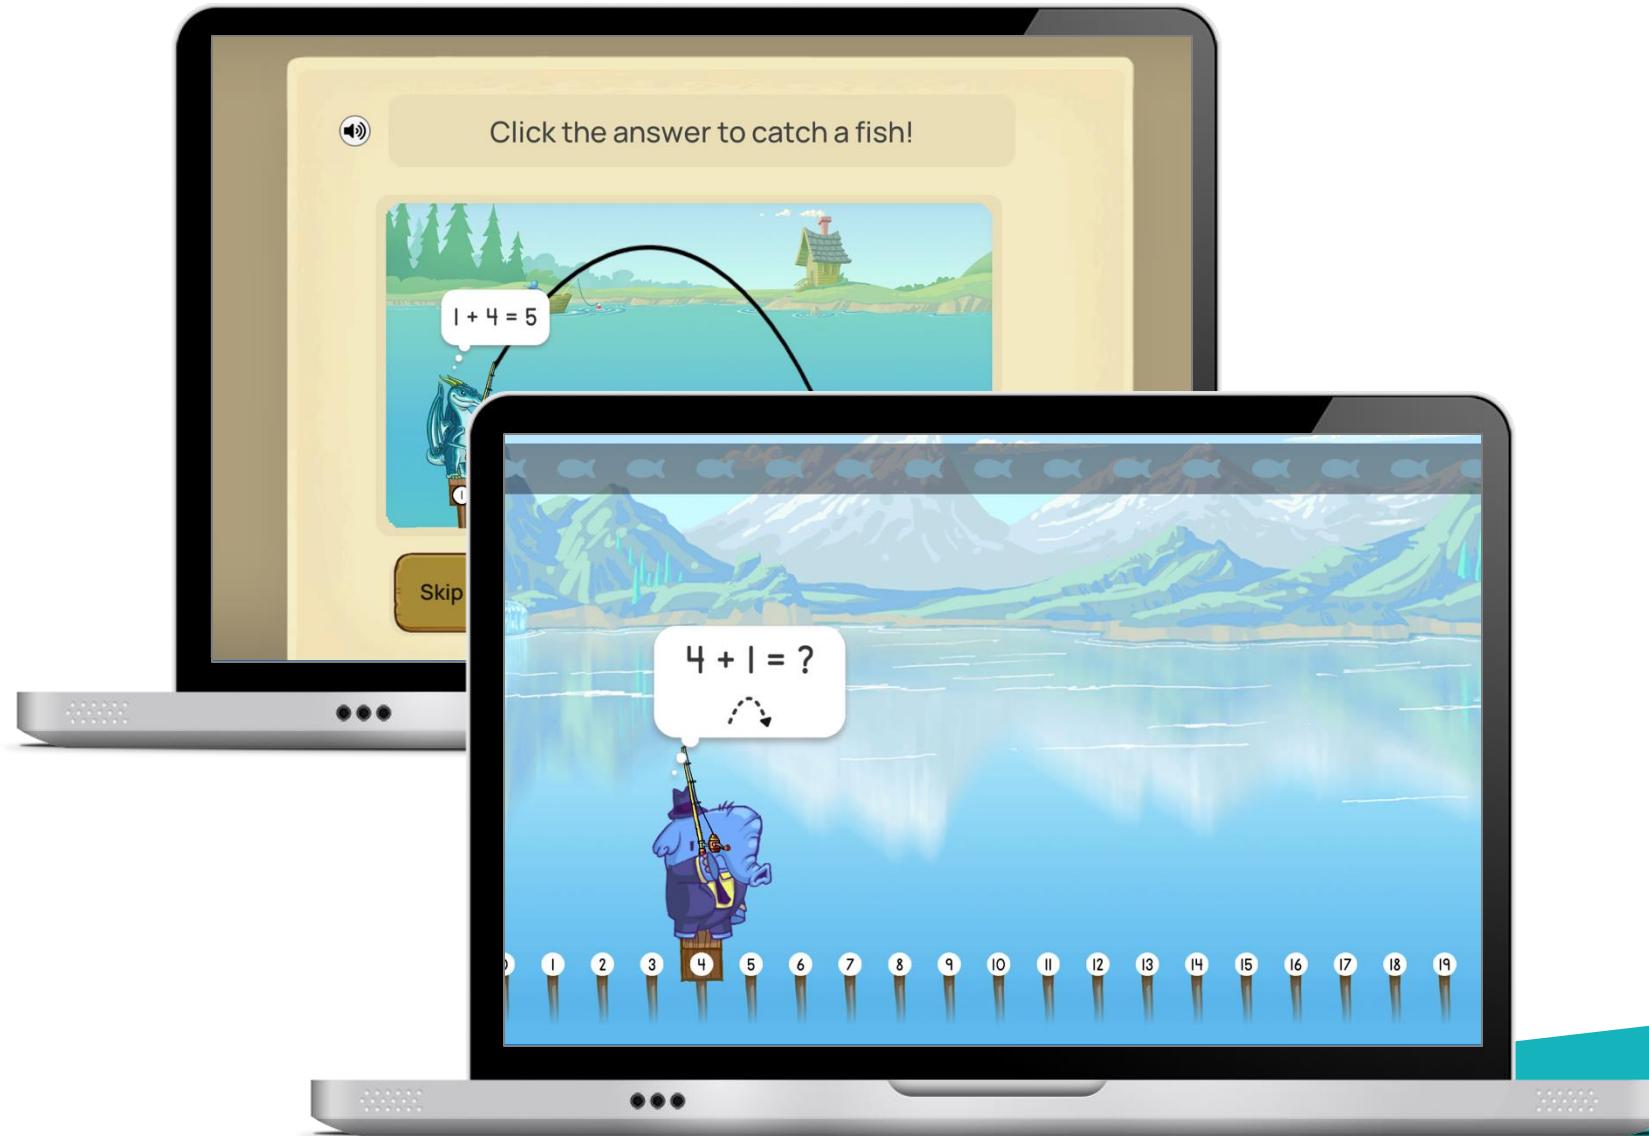 Click the answer to catch a fish!
1 + 4 = 5
1
Skip
4 + 1 = ?
1 2 3 4 5 6 7 8 9 10 11 12 13 14 15 16 17 18 19